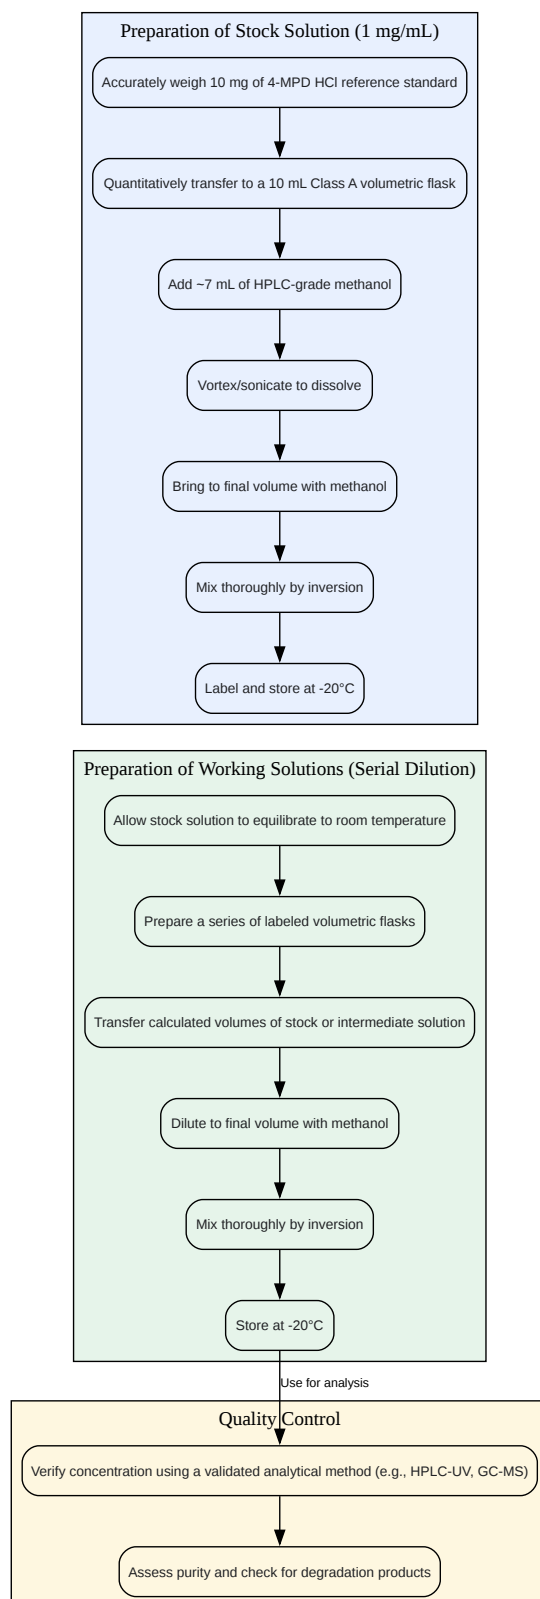 Preparation of Stock Solution (1 mg/mL)
Accurately weigh 10 mg of 4-MPD HCl reference standard
Quantitatively transfer to a 10 mL Class A volumetric flask
Add ~7 mL of HPLC-grade methanol
Vortex/sonicate to dissolve
Bring to final volume with methanol
Mix thoroughly by inversion
Label and store at -20°C
Preparation of Working Solutions (Serial Dilution)
Allow stock solution to equilibrate to room temperature
Prepare a series of labeled volumetric flasks
Transfer calculated volumes of stock or intermediate solution
Dilute to final volume with methanol
Mix thoroughly by inversion
Store at -20°C
Use for analysis
Quality Control
Verify concentration using a validated analytical method (e.g., HPLC-UV, GC-MS)
Assess purity and check for degradation products